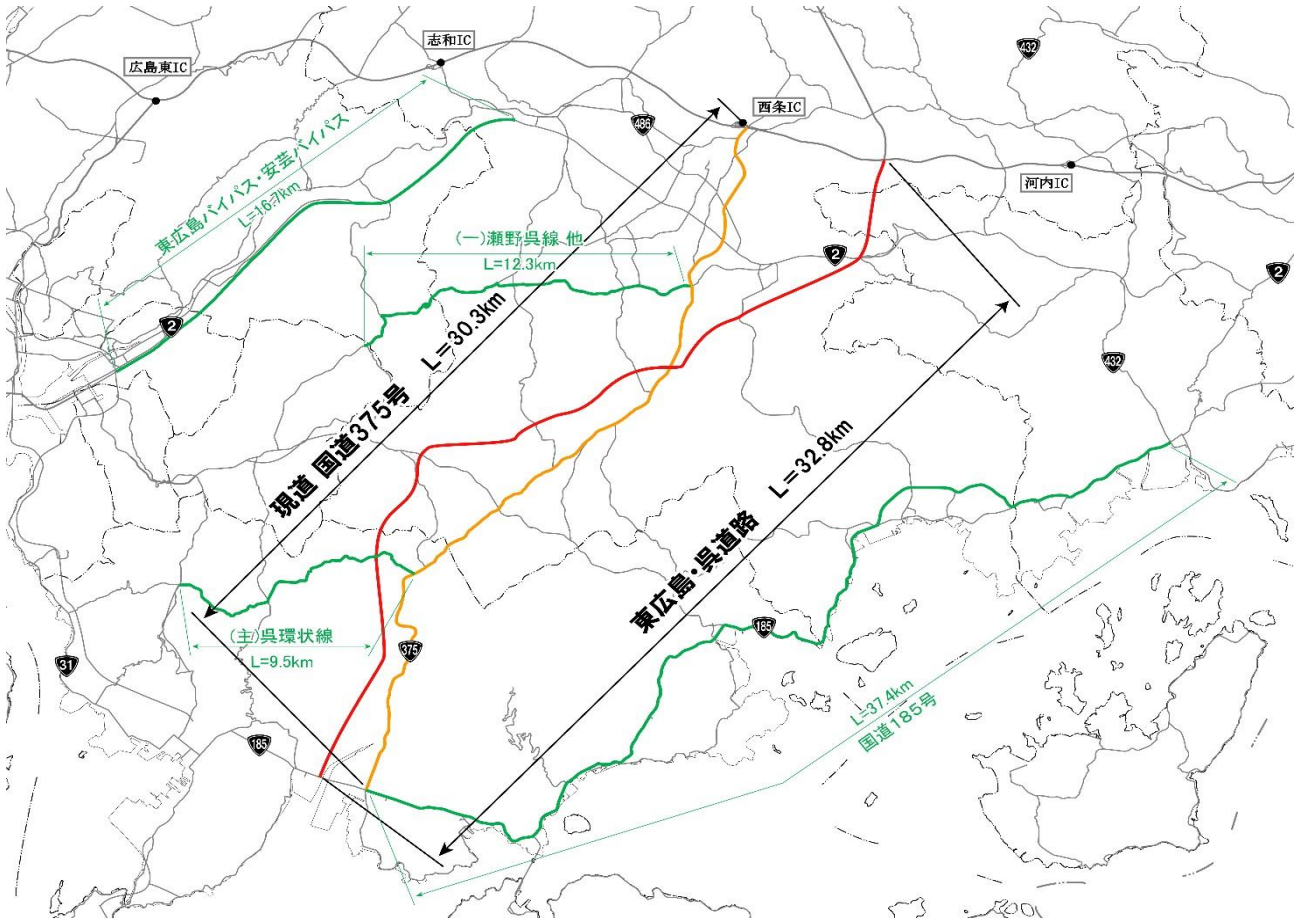 志和IC
広島東IC
432
西条IC
486
河内IC
東広島バイパス・安芸バイパス
L=16.7km
(一)瀬野呉線 他
L=12.3km
2
2
2
現道 国道375号 L=30.3km
432
東広島・呉道路 L=32.8km
(主)呉環状線
L=9.5km
31
375
185
185
L=37.4km
国道185号